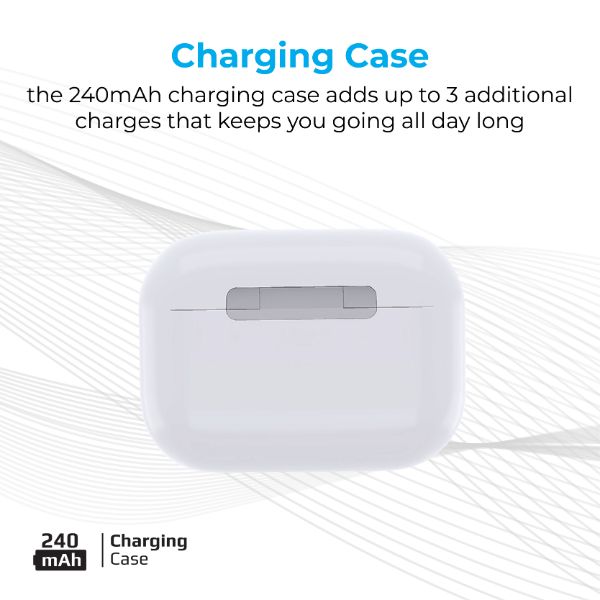 Charging Case
the 240mAh charging case adds up to 3 additional
charges that keeps you going all day long
240
mAh
Charging
Case